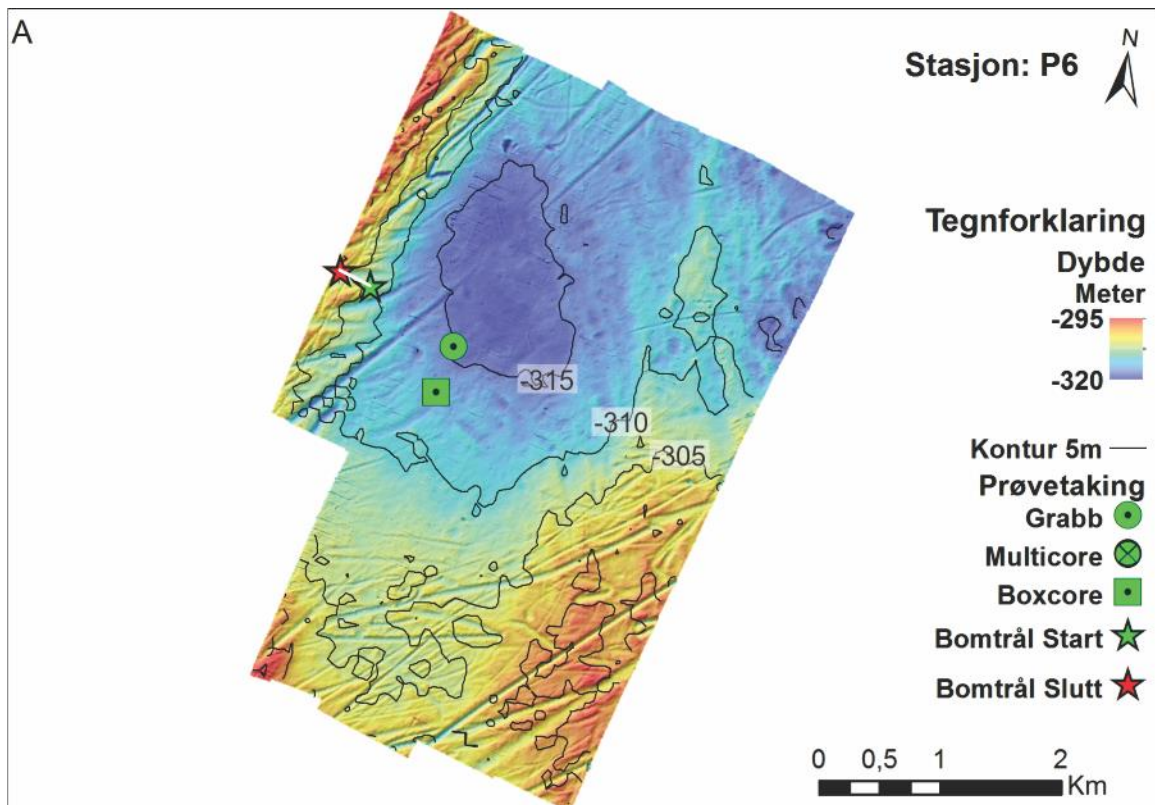 A
N
Stasjon: P6
Tegnforklaring
Dybde
Meter
-295
-320
-315
-310
-305
Kontur 5m
Prøvetaking
Grabb
Multicore
Boxcore
Bomtrål Start
Bomtrål Slutt
0 0,5 1 2
Km